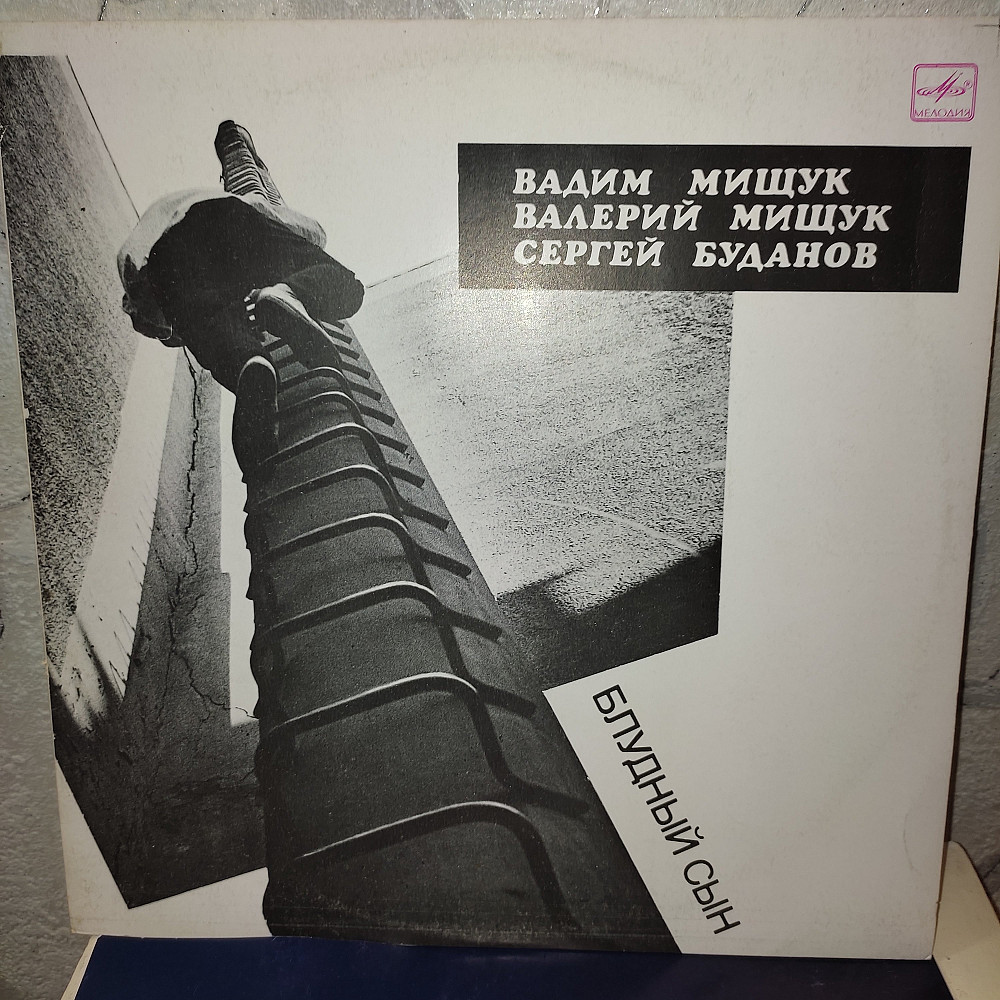 МЕЛОДИЯ
ВАДИМ МИЩУК
ВАЛЕРИЙ МИЩУК
СЕРГЕЙ БУДАНОВ
БЛУДНЫЙ СЫН